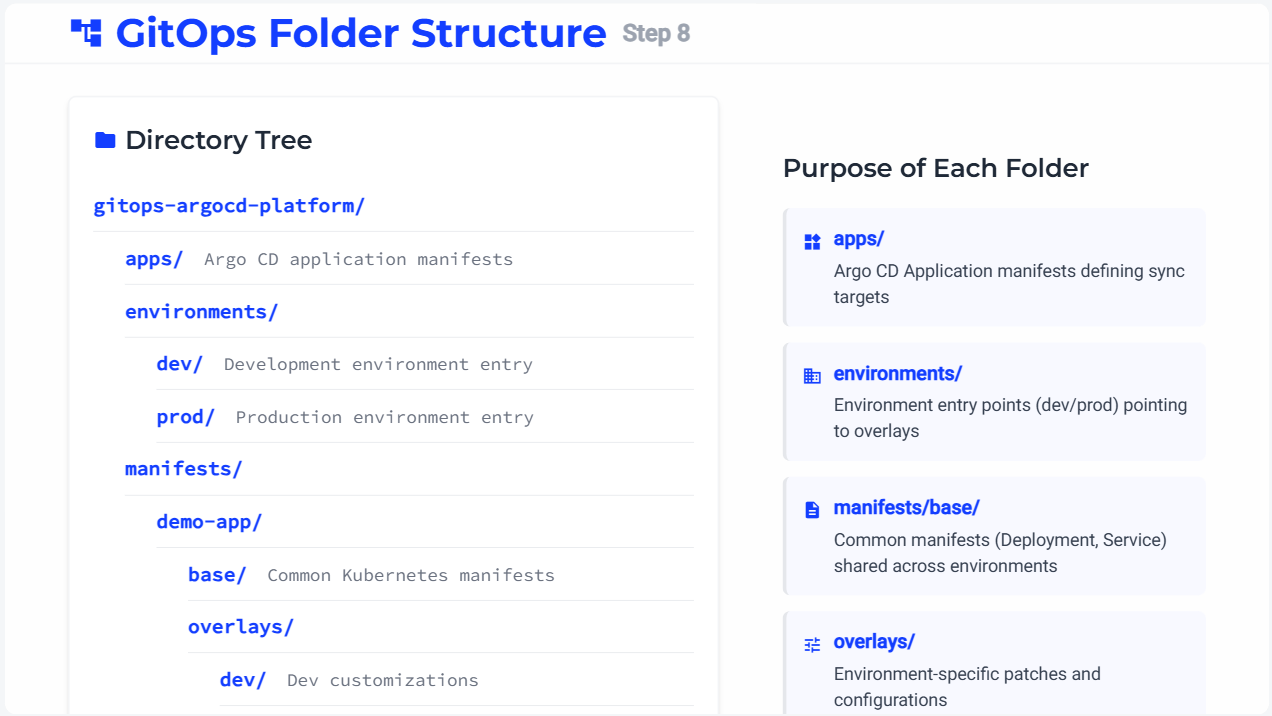 GitOps Folder Structure Step 8
Directory Tree
gitops-argocd-platform/
apps/ Argo CD application manifests
environments/
dev/ Development environment entry
prod/ Production environment entry
manifests/
demo-app/
base/ Common Kubernetes manifests
overlays/
dev/ Dev customizations
Purpose of Each Folder
apps/
Argo CD Application manifests defining sync
targets
environments/
Environment entry points (dev/prod) pointing
to overlays
manifests/base/
Common manifests (Deployment, Service)
shared across environments
overlays/
Environment-specific patches and
configurations